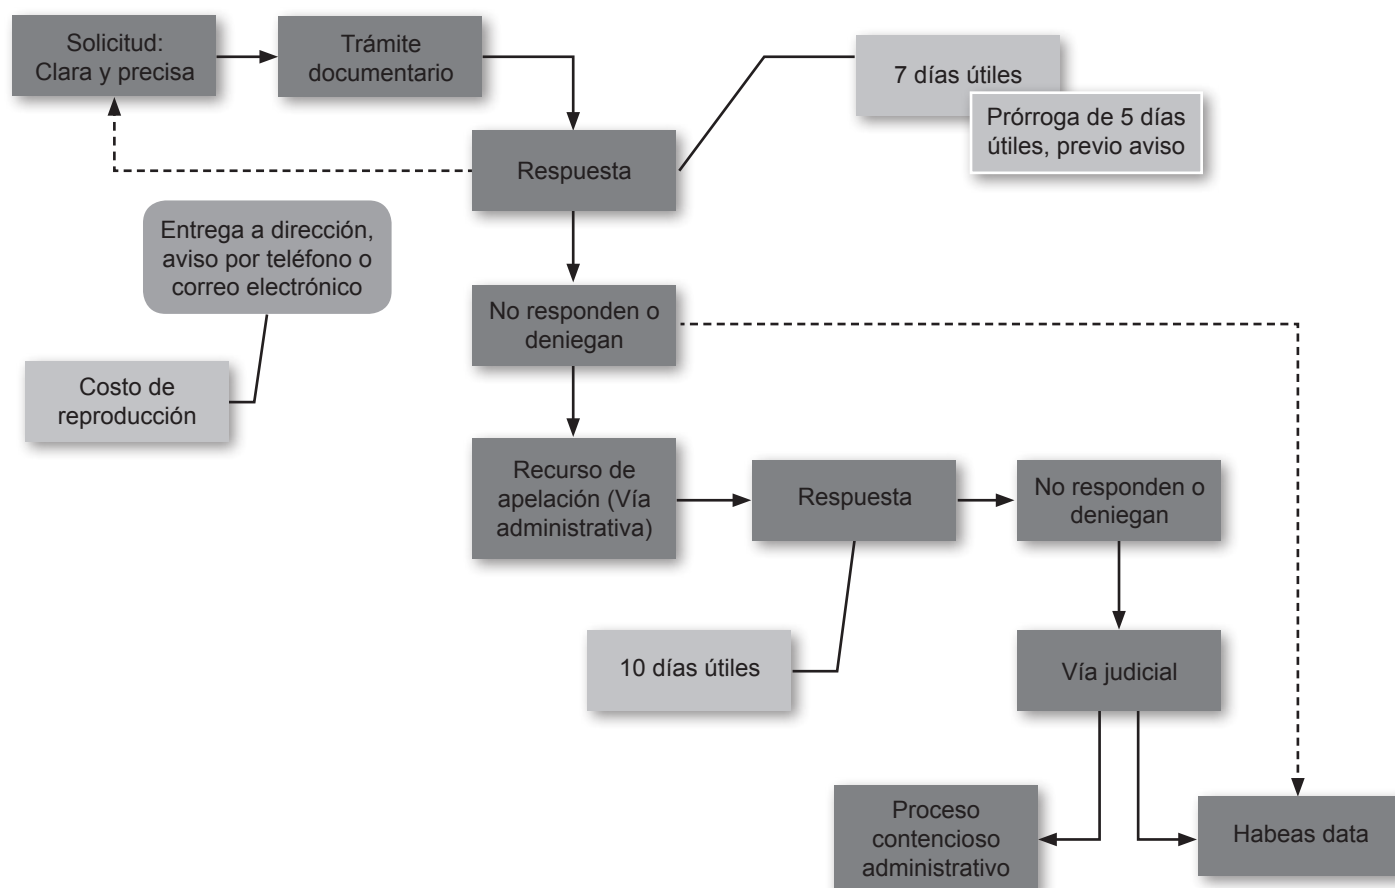 Solicitud:
Clara y precisa
Trámite
documentario
7 días útiles
Prórroga de 5 días
útiles, previo aviso
Respuesta
Entrega a dirección,
aviso por teléfono o
correo electrónico
No responden o
deniegan
Costo de
reproducción
Recurso de
apelación (Vía
administrativa)
Respuesta
No responden o
deniegan
10 días útiles
Vía judicial
Proceso
contencioso
administrativo
Habeas data